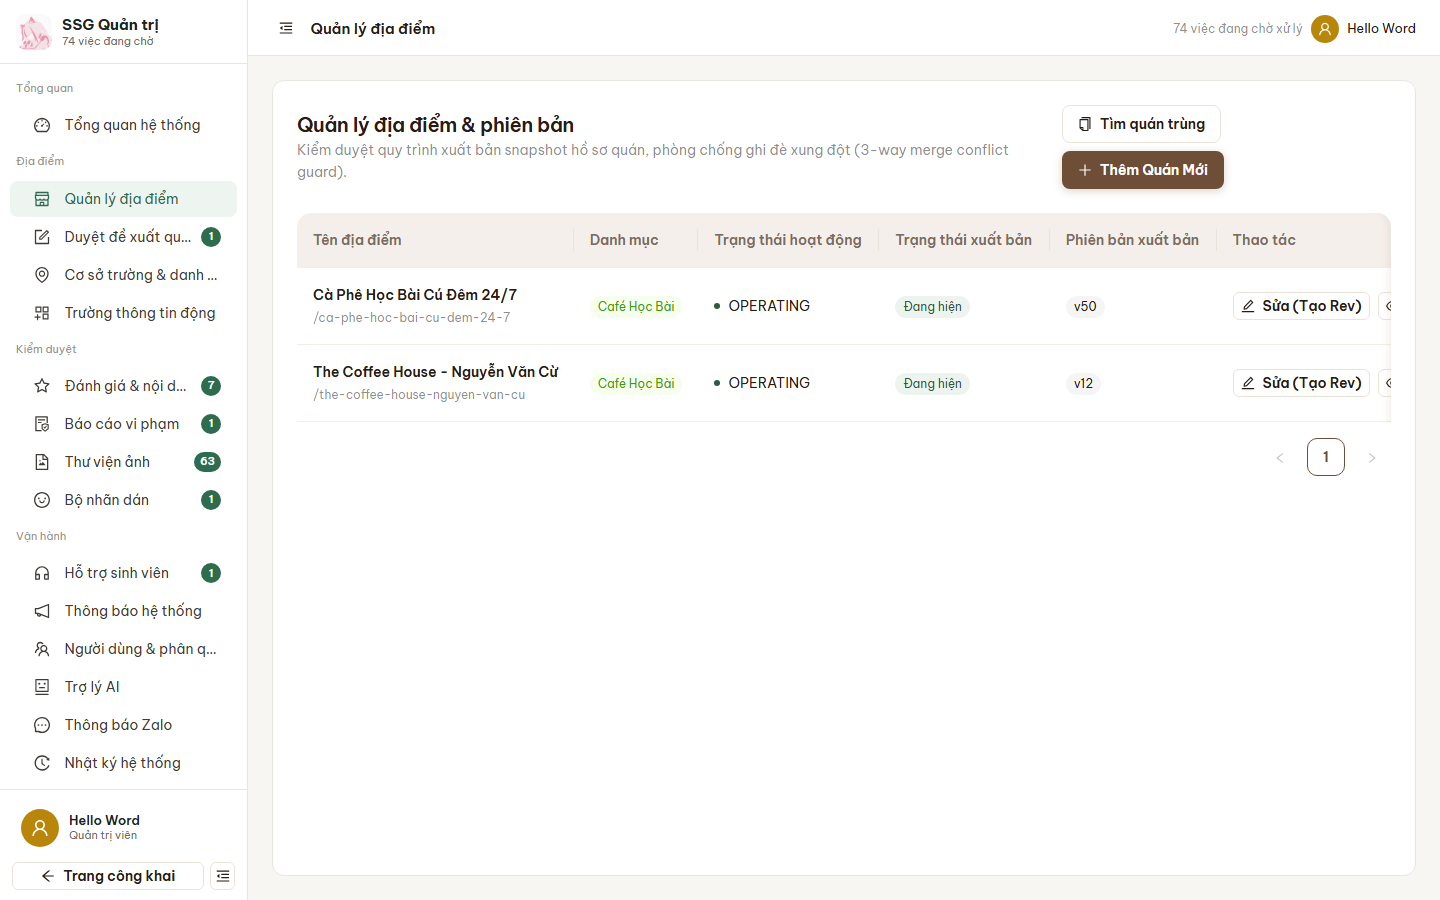 SSG Quản trị
74 việc đang chờ
Tổng quan
Tổng quan hệ thống
Địa điểm
Quản lý địa điểm
Duyệt đề xuất qu... 1
Cơ sở trường & danh ...
Trường thông tin động
Kiểm duyệt
Đánh giá & nội d... 7
Báo cáo vi phạm 1
Thư viện ảnh 63
Bộ nhãn dán 1
Vận hành
Hỗ trợ sinh viên 1
Thông báo hệ thống
Người dùng & phân q...
Trợ lý AI
Thông báo Zalo
Nhật ký hệ thống
Hello Word
Quản trị viên
Trang công khai
Quản lý địa điểm
74 việc đang chờ xử lý Hello Word
Quản lý địa điểm & phiên bản
Kiểm duyệt quy trình xuất bản snapshot hồ sơ quán, phòng chống ghi đè xung đột (3-way merge conflict
guard).
Tìm quán trùng
Thêm Quán Mới
Tên địa điểm Danh mục Trạng thái hoạt động Trạng thái xuất bản Phiên bản xuất bản Thao tác
Cà Phê Học Bài Cú Đêm 24/7
/ca-phe-hoc-bai-cu-dem-24-7
Café Học Bài OPERATING Đang hiện v50 Sửa (Tạo Rev)
The Coffee House - Nguyễn Văn Cừ
/the-coffee-house-nguyen-van-cu
Café Học Bài OPERATING Đang hiện v12 Sửa (Tạo Rev)
1